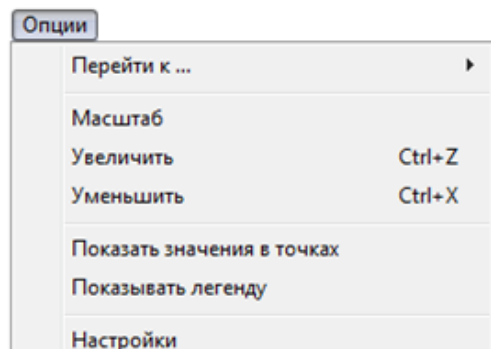 Опции
Перейти к ...
Масштаб
Увеличить Ctrl+Z
Уменьшить Ctrl+X
Показать значения в точках
Показывать легенду
Настройки